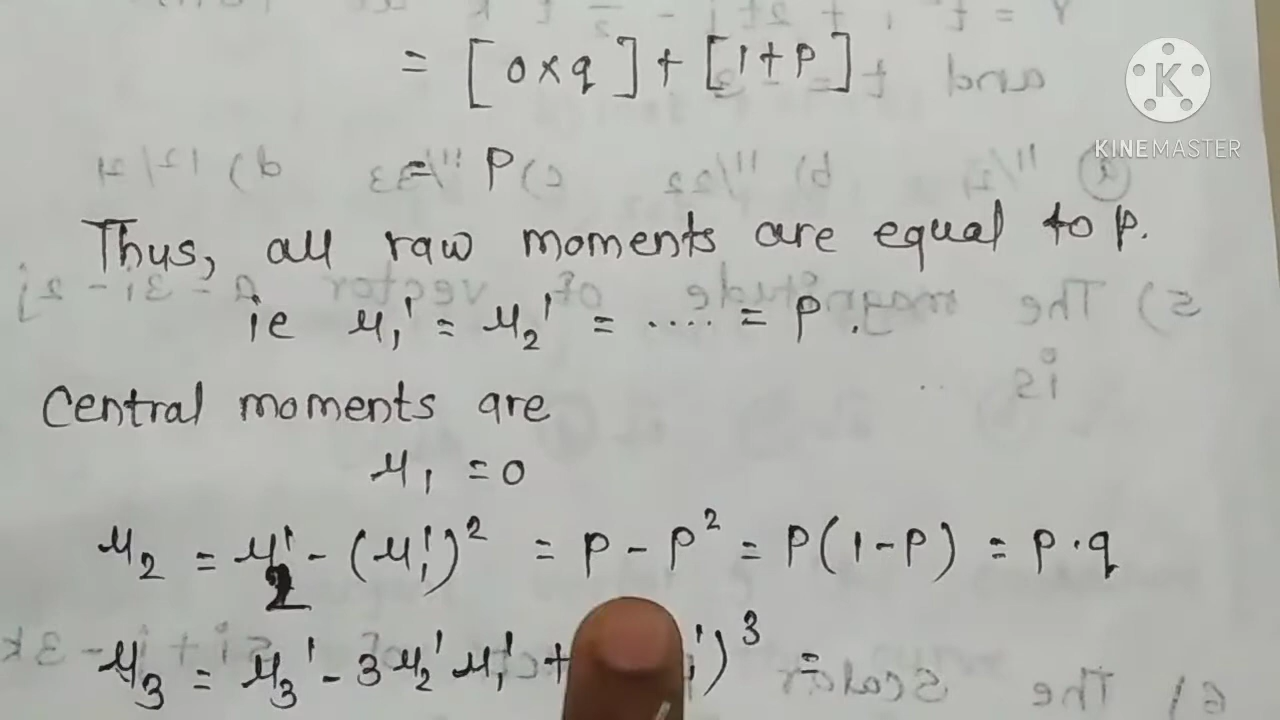 = [0×q] + [1+P]
= P
Thus, all raw moments are equal to p.
ie μ₁' = μ₂' = .... = p.
Central moments are
μ₁ = 0
μ₂ = μ₂' - (μ₁')² = p - p² = p(1-p) = p·q
μ₃ = μ₃' - 3μ₂'μ₁' + ')³ =
K
KINEMASTER